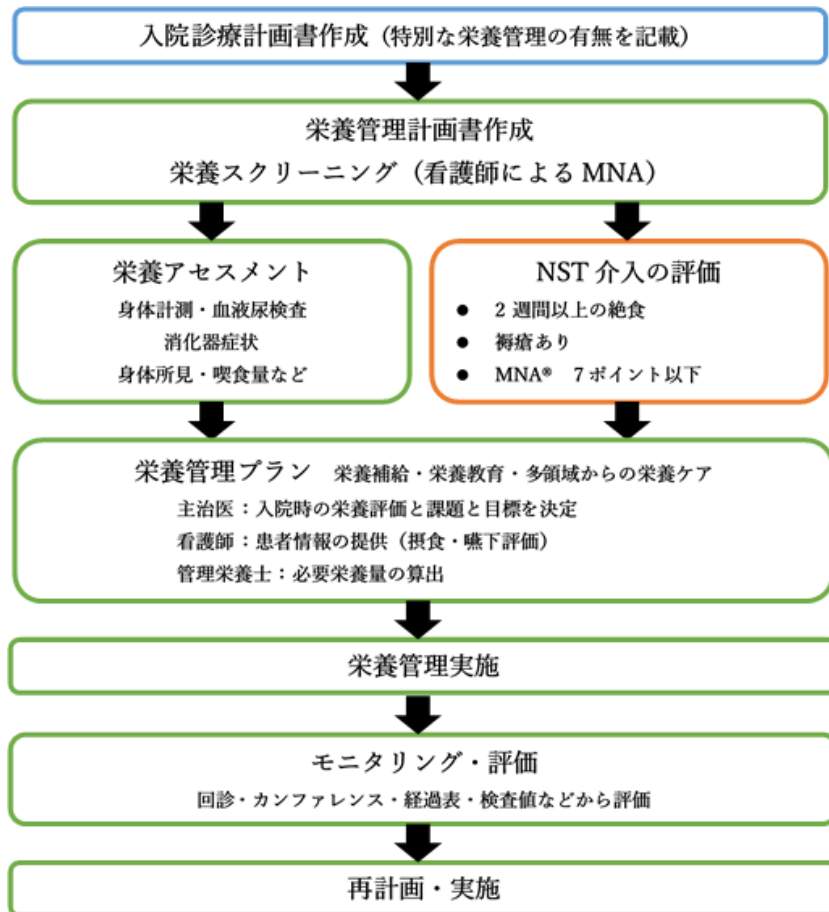 入院診療計画書作成（特別な栄養管理の有無を記載）
栄養管理計画書作成
栄養スクリーニング（看護師による MNA）
栄養アセスメント
身体計測・血液尿検査
消化器症状
身体所見・喫食量など
NST 介入の評価
● 2 週間以上の絶食
● 褥瘡あり
● MNA® 7 ポイント以下
栄養管理プラン 栄養補給・栄養教育・多領域からの栄養ケア
主治医：入院時の栄養評価と課題と目標を決定
看護師：患者情報の提供（摂食・嚥下評価）
管理栄養士：必要栄養量の算出
栄養管理実施
モニタリング・評価
回診・カンファレンス・経過表・検査値などから評価
再計画・実施